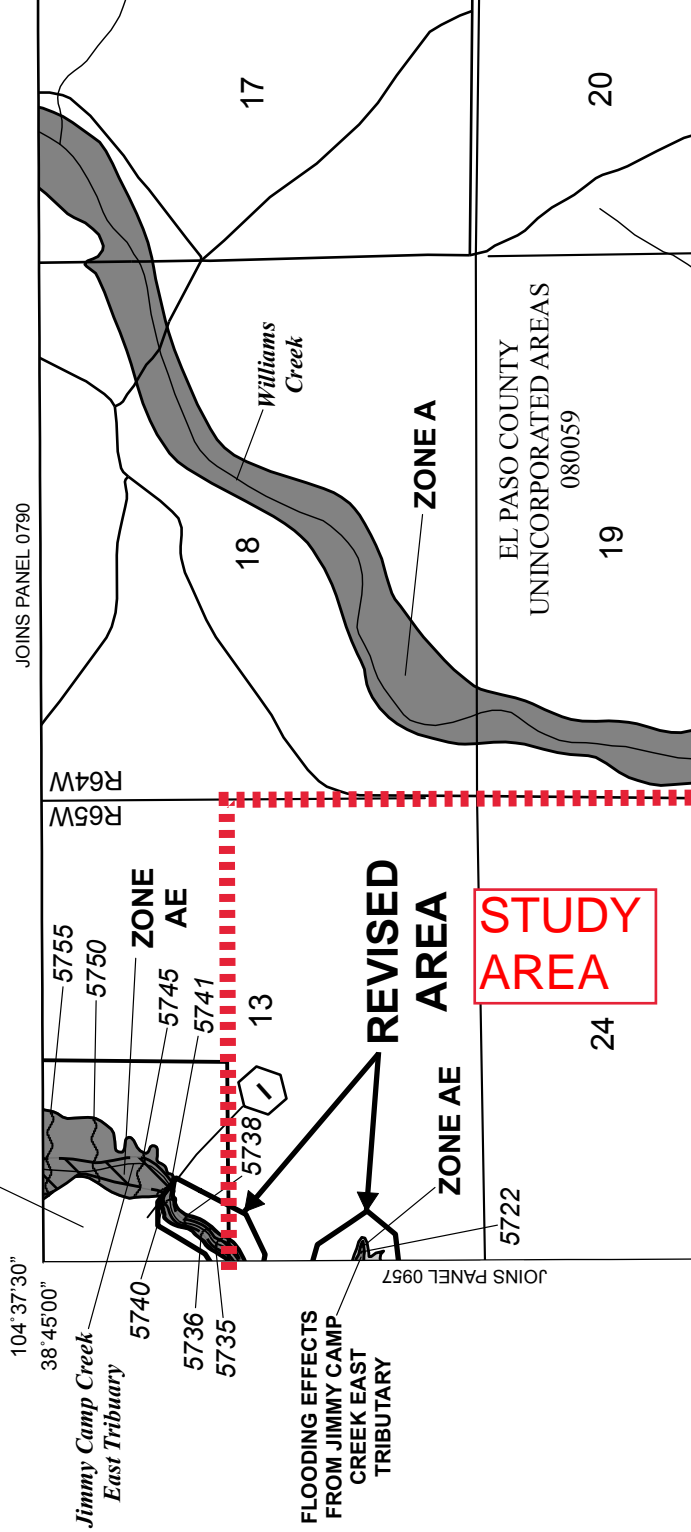 JOINS PANEL 0790
104°37'30"
38°45'00"
Jimmy Camp Creek
East Tribuary
5740
5736
5735
FLOODING EFFECTS
FROM JIMMY CAMP
CREEK EAST
TRIBUTARY
5755
5750
ZONE
AE
5745
5741
5738
I
13
REVISED
AREA
ZONE AE
5722
JOINS PANEL 0957
STUDY
AREA
24
R65W
R64W
18
Williams
Creek
ZONE A
17
EL PASO COUNTY
UNINCORPORATED AREAS
080059
19
20